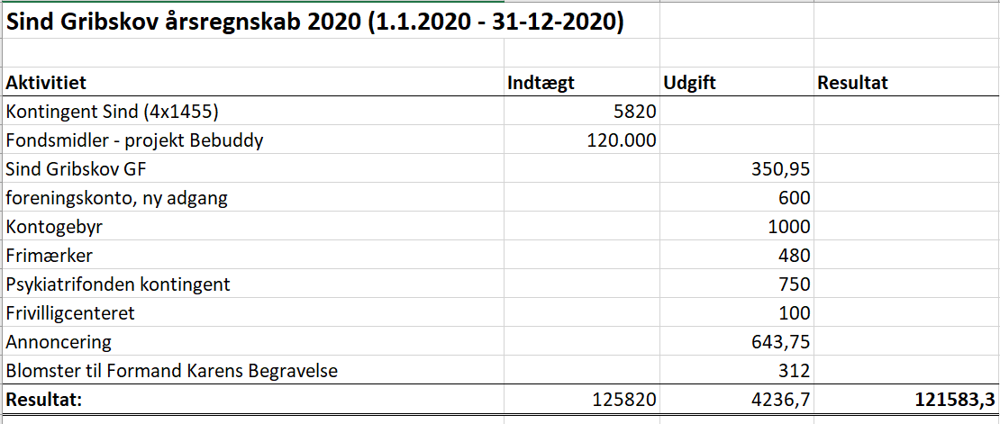 Sind Gribskov årsregnskab 2020 (1.1.2020 - 31-12-2020)
Aktivitiet Indtægt Udgift Resultat
Kontingent Sind (4x1455) 5820
Fondsmidler - projekt Bebuddy 120.000
Sind Gribskov GF 350,95
foreningskonto, ny adgang 600
Kontogebyr 1000
Frimærker 480
Psykiatrifonden kontingent 750
Frivilligcenteret 100
Annoncering 643,75
Blomster til Formand Karens Begravelse 312
Resultat: 125820 4236,7 121583,3